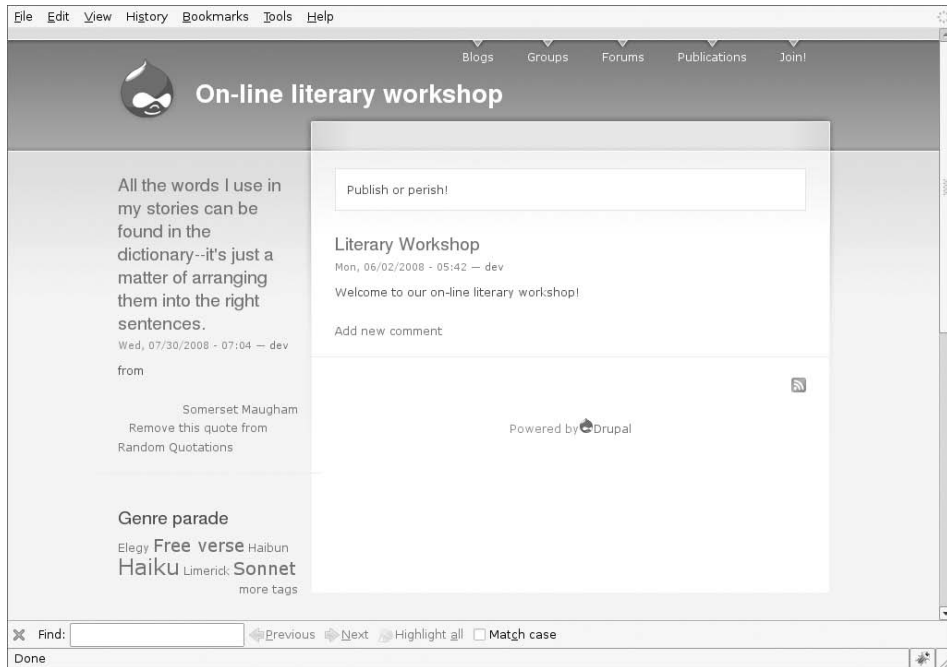 File Edit View History Bookmarks Tools Help
Blogs Groups Forums Publications Join!
On-line literary workshop
All the words I use in
my stories can be
found in the
dictionary--it's just a
matter of arranging
them into the right
sentences.
Wed, 07/30/2008 - 07:04 — dev
from
Somerset Maugham
Remove this quote from
Random Quotations
Genre parade
Elegy Free verse Haibun
Haiku Limerick Sonnet
more tags
Publish or perish!
Literary Workshop
Mon, 06/02/2008 - 05:42 — dev
Welcome to our on-line literary workshop!
Add new comment
Powered by Drupal
Find: Previous Next Highlight all Match case
Done